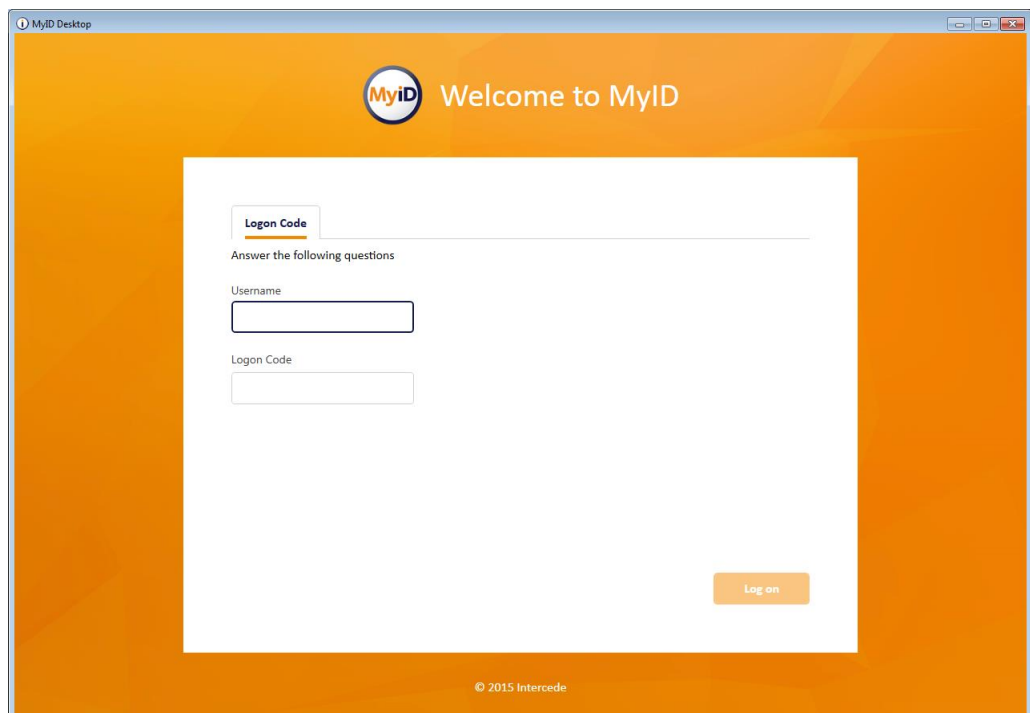 MyID Desktop
MyiD Welcome to MyID
Logon Code
Answer the following questions
Username
Logon Code
Log on
© 2015 Intercede